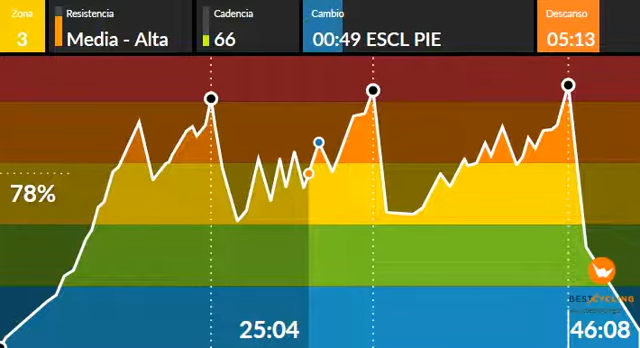 Zona
3
Resistencia
Media - Alta
Cadencia
66
Cambio
00:49 ESCL PIE
Descanso
05:13
78%
BESTCYCLING
25:04
46:08